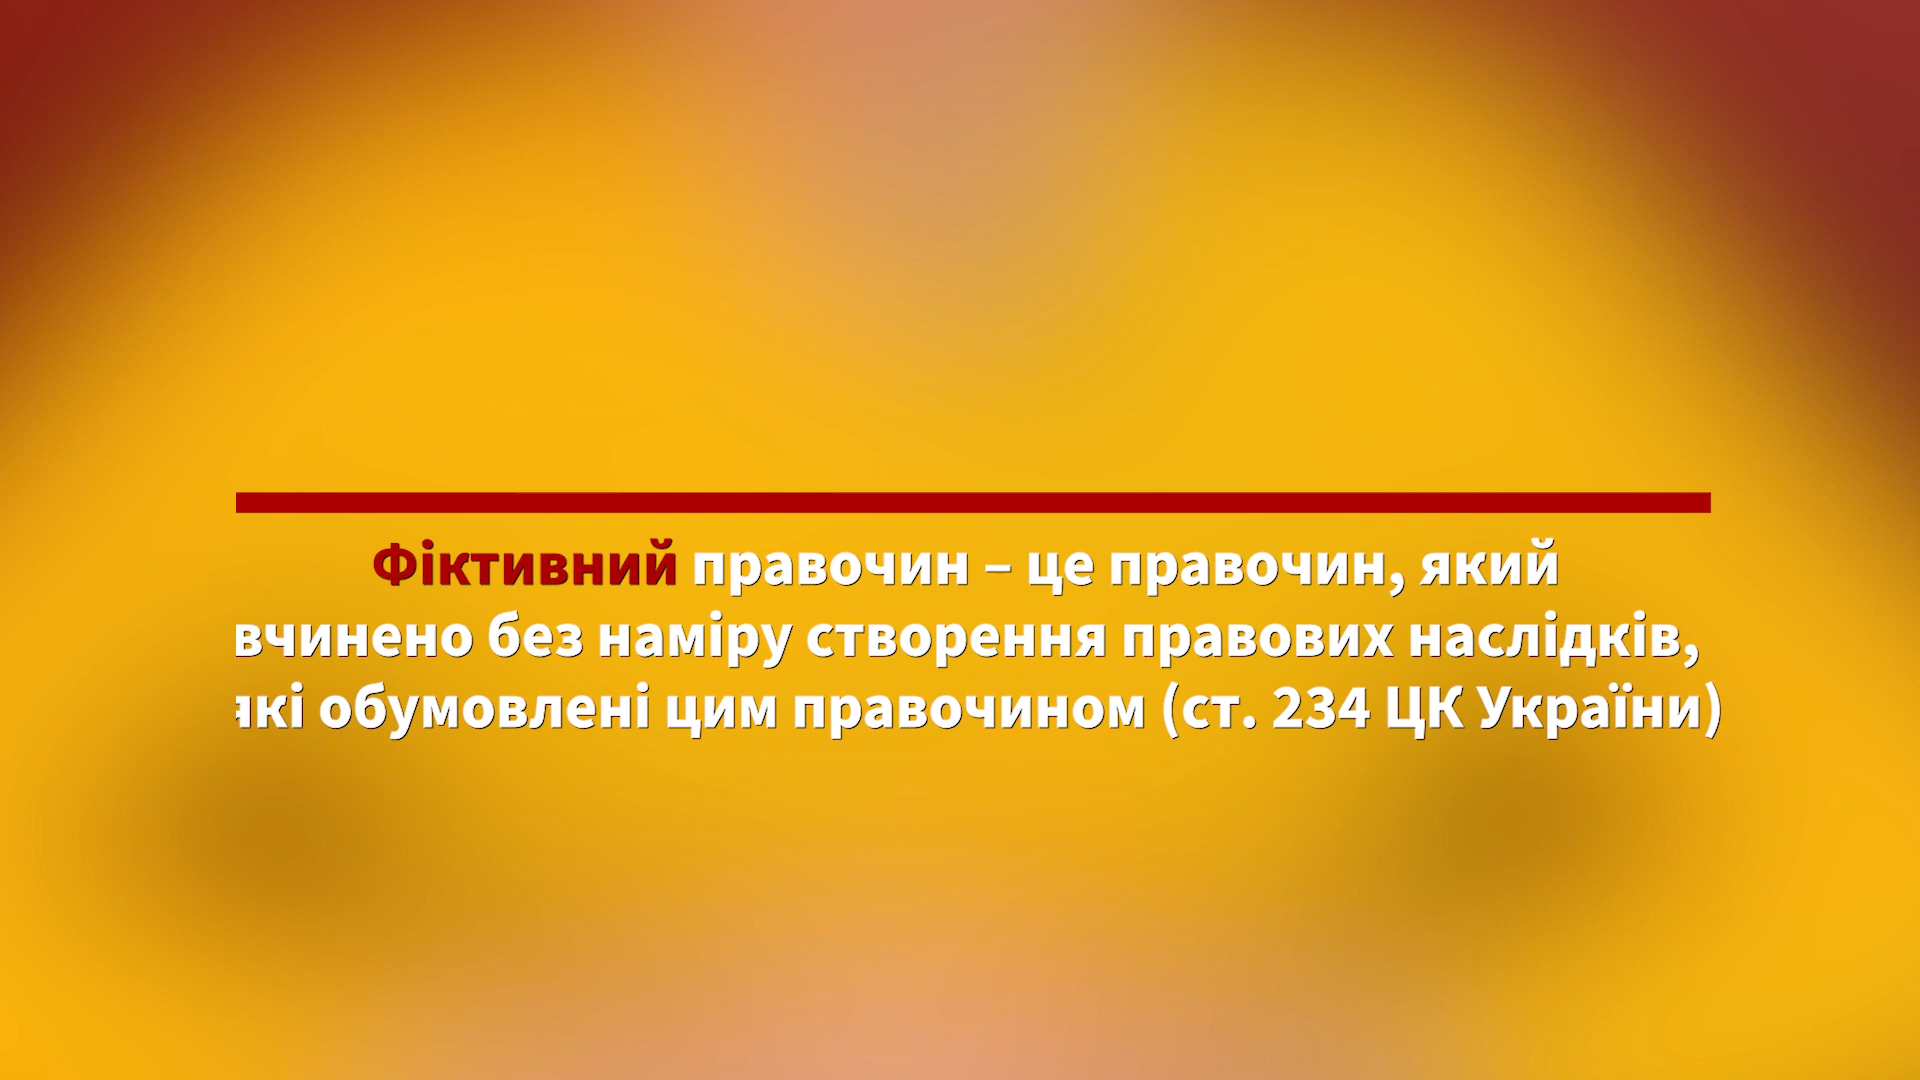 Фіктивний правочин – це правочин, який
вчинено без наміру створення правових наслідків,
які обумовлені цим правочином (ст. 234 ЦК України)